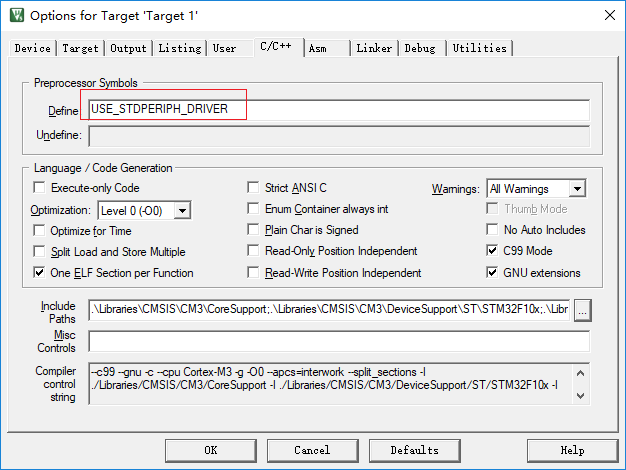 Options for Target 'Target 1'
Device Target Output Listing User C/C++ Asm Linker Debug Utilities
Preprocessor Symbols
Define: USE_STDPERIPH_DRIVER
Undefine:
Language / Code Generation
Execute-only Code Strict ANSI C Warnings: All Warnings
Optimization: Level 0 (-O0) Enum Container always int Thumb Mode
Optimize for Time Plain Char is Signed No Auto Includes
Split Load and Store Multiple Read-Only Position Independent C99 Mode
One ELF Section per Function Read-Write Position Independent GNU extensions
Include Paths .\Libraries\CMSIS\CM3\CoreSupport;.\Libraries\CMSIS\CM3\DeviceSupport\ST\STM32F10x;.\Libr ...
Misc Controls
Compiler control string --c99 --gnu -c --cpu Cortex-M3 -g -O0 --apcs=interwork --split_sections -I
./Libraries/CMSIS/CM3/CoreSupport -I ./Libraries/CMSIS/CM3/DeviceSupport/ST/STM32F10x -I
OK Cancel Defaults Help